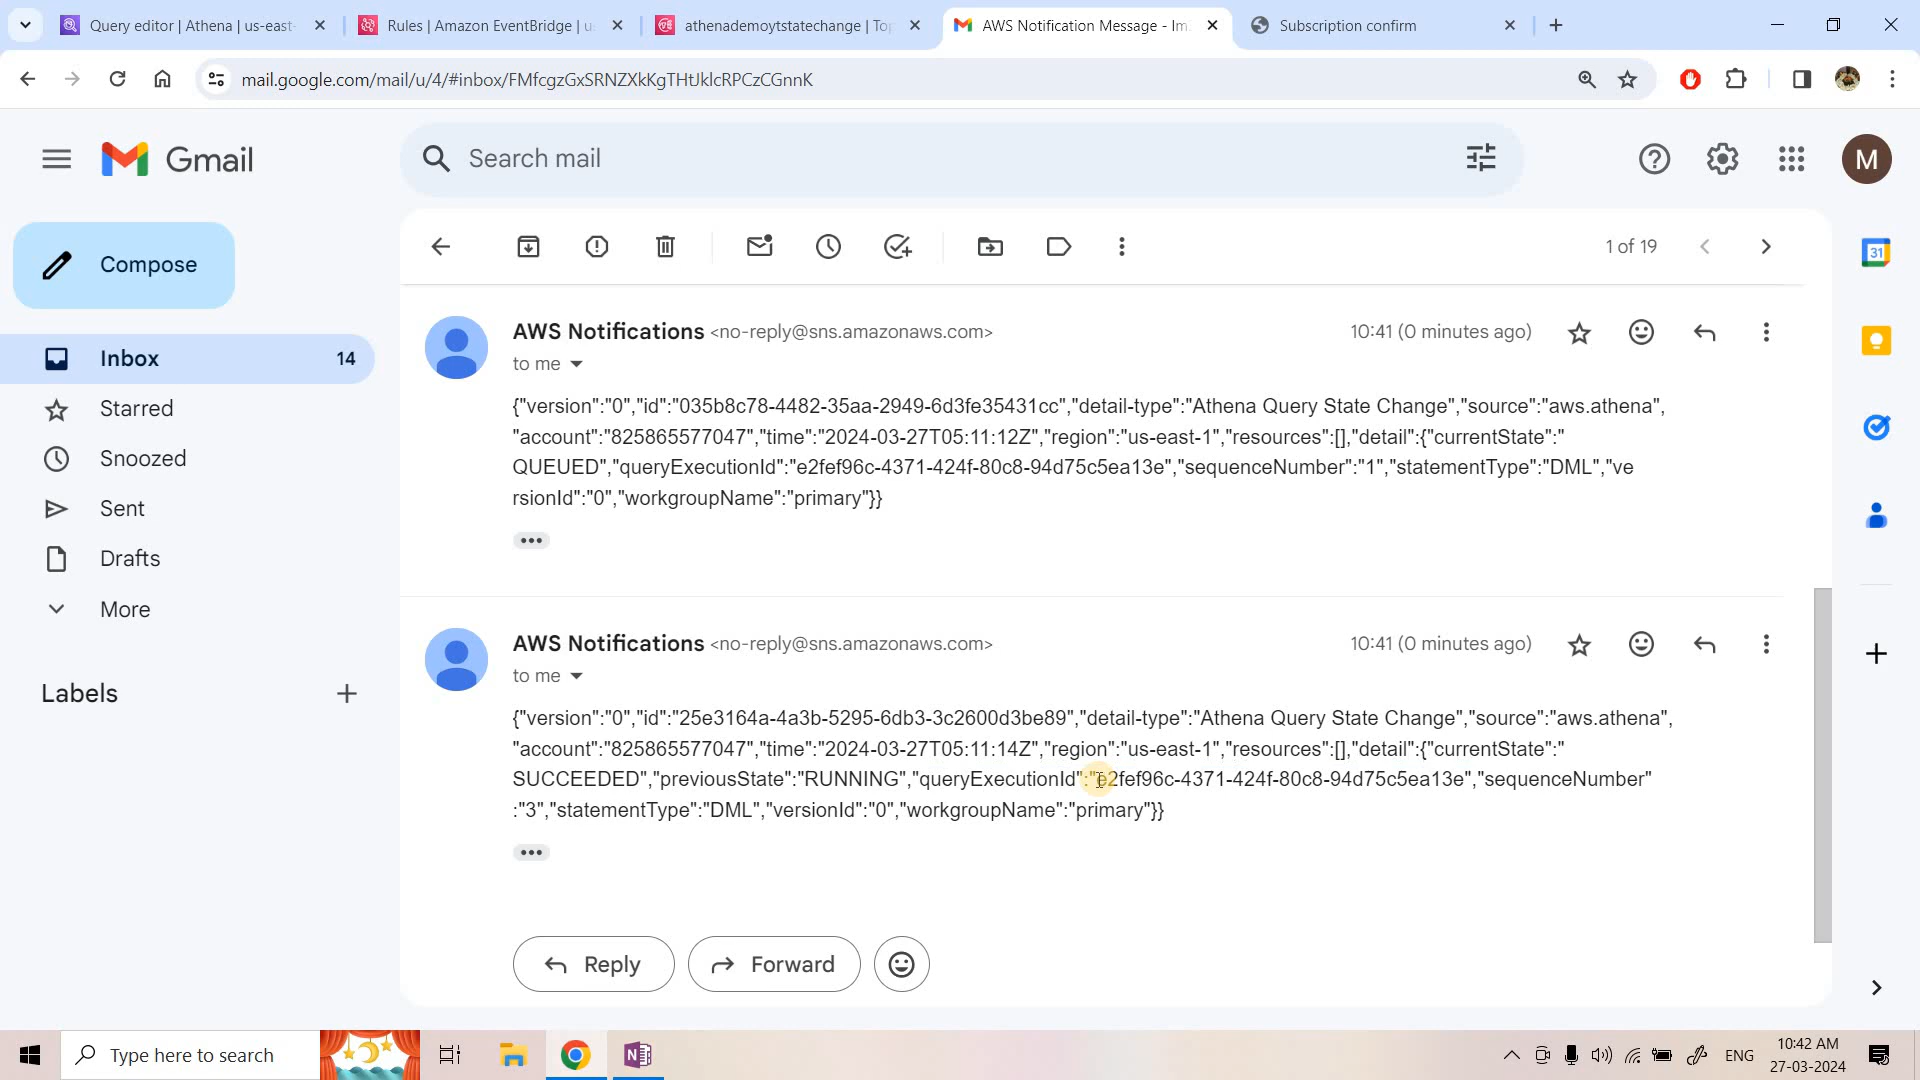 Query editor | Athena | us-east-
Rules | Amazon EventBridge | u
athenademoytstatechange | Top
AWS Notification Message - Im
Subscription confirm
mail.google.com/mail/u/4/#inbox/FMfcgzGxSRNZXkKgTHtJklcRPCzCGnnK
Gmail
Search mail
M
Compose
1 of 19
Inbox 14
Starred
Snoozed
Sent
Drafts
More
Labels
AWS Notifications <no-reply@sns.amazonaws.com> 10:41 (0 minutes ago)
to me
{"version":"0","id":"035b8c78-4482-35aa-2949-6d3fe35431cc","detail-type":"Athena Query State Change","source":"aws.athena",
"account":"825865577047","time":"2024-03-27T05:11:12Z","region":"us-east-1","resources":[],"detail":{"currentState":"
QUEUED","queryExecutionId":"e2fef96c-4371-424f-80c8-94d75c5ea13e","sequenceNumber":"1","statementType":"DML","ve
rsionId":"0","workgroupName":"primary"}}
AWS Notifications <no-reply@sns.amazonaws.com> 10:41 (0 minutes ago)
to me
{"version":"0","id":"25e3164a-4a3b-5295-6db3-3c2600d3be89","detail-type":"Athena Query State Change","source":"aws.athena",
"account":"825865577047","time":"2024-03-27T05:11:14Z","region":"us-east-1","resources":[],"detail":{"currentState":"
SUCCEEDED","previousState":"RUNNING","queryExecutionId":"e2fef96c-4371-424f-80c8-94d75c5ea13e","sequenceNumber"
:"3","statementType":"DML","versionId":"0","workgroupName":"primary"}}
Reply
Forward
31
Type here to search
ENG
10:42 AM
27-03-2024